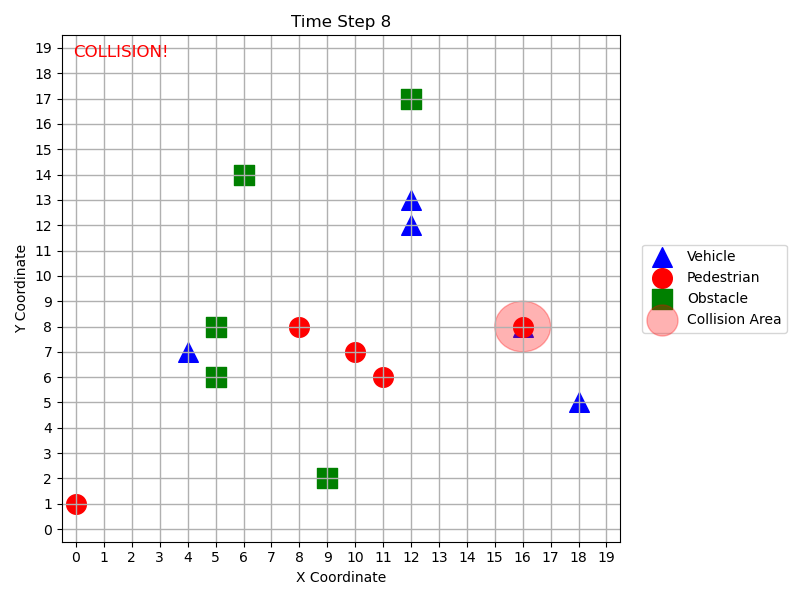 Time Step 8
COLLISION!
19
18
17
16
15
14
13
12
11
10
9
8
7
6
5
4
3
2
1
0
Y Coordinate
0 1 2 3 4 5 6 7 8 9 10 11 12 13 14 15 16 17 18 19
X Coordinate
Vehicle
Pedestrian
Obstacle
Collision Area